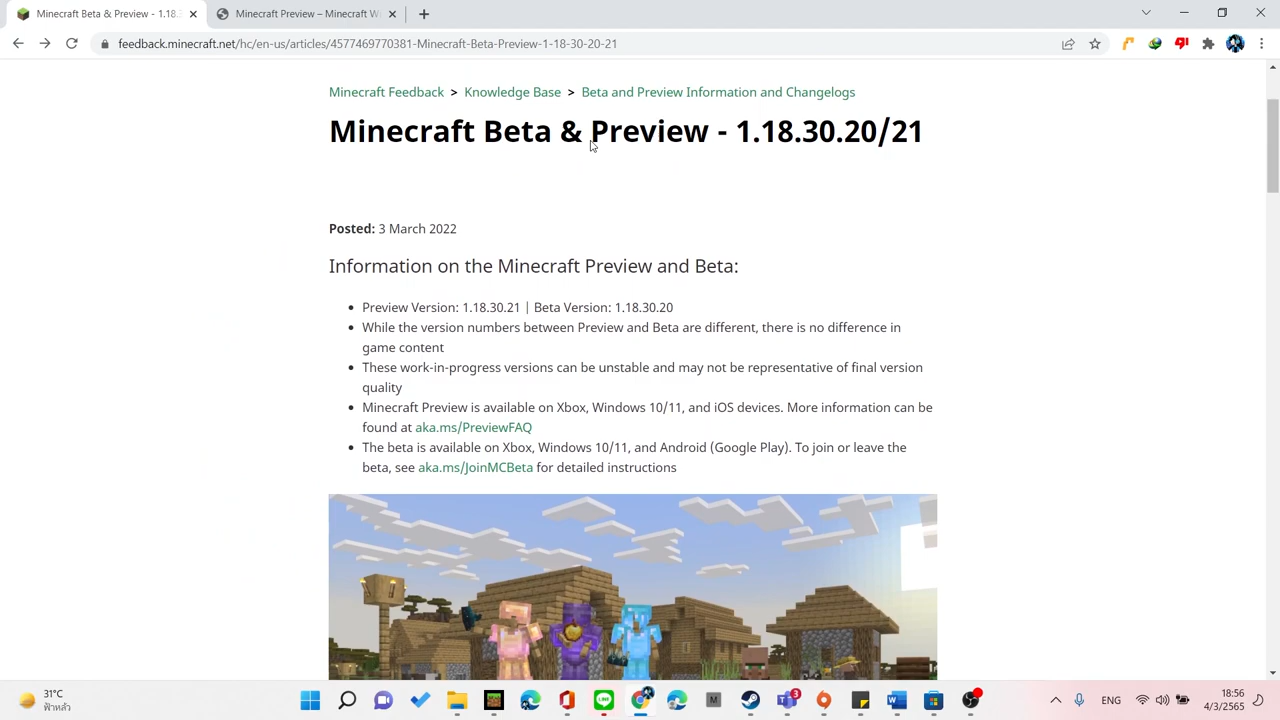 Minecraft Beta & Preview - 1.18.3
Minecraft Preview – Minecraft W
feedback.minecraft.net/hc/en-us/articles/4577469770381-Minecraft-Beta-Preview-1-18-30-20-21
Minecraft Feedback > Knowledge Base > Beta and Preview Information and Changelogs
Minecraft Beta & Preview - 1.18.30.20/21
Posted: 3 March 2022
Information on the Minecraft Preview and Beta:
• Preview Version: 1.18.30.21 | Beta Version: 1.18.30.20
• While the version numbers between Preview and Beta are different, there is no difference in
game content
• These work-in-progress versions can be unstable and may not be representative of final version
quality
• Minecraft Preview is available on Xbox, Windows 10/11, and iOS devices. More information can be
found at aka.ms/PreviewFAQ
• The beta is available on Xbox, Windows 10/11, and Android (Google Play). To join or leave the
beta, see aka.ms/JoinMCBeta for detailed instructions
31°C
ฟ้าหลัว
LINE
M
3
ENG
18:56
4/3/2565